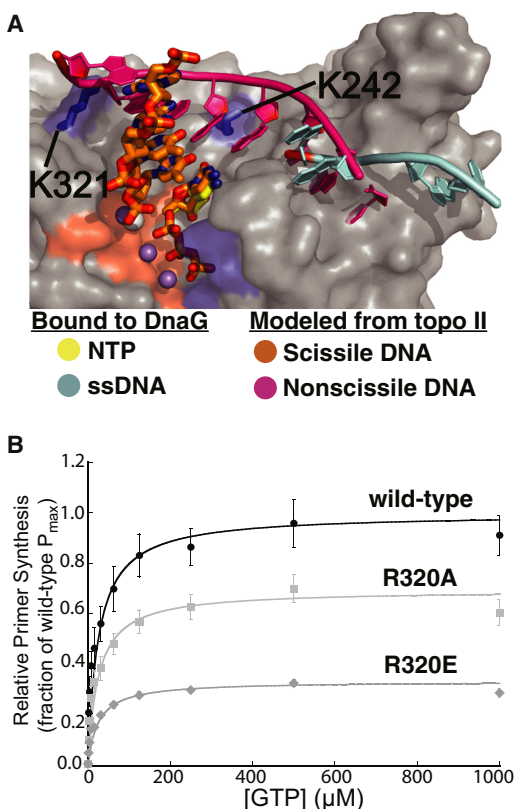 A
K242
K321
Bound to DnaG
Modeled from topo II
NTP
Scissile DNA
ssDNA
Nonscissile DNA
B
Relative Primer Synthesis
(fraction of wild-type Pmax)
1.2
1.0
0.8
0.6
0.4
0.2
0.0
wild-type
R320A
R320E
0
200
400
600
800
1000
[GTP] (µM)